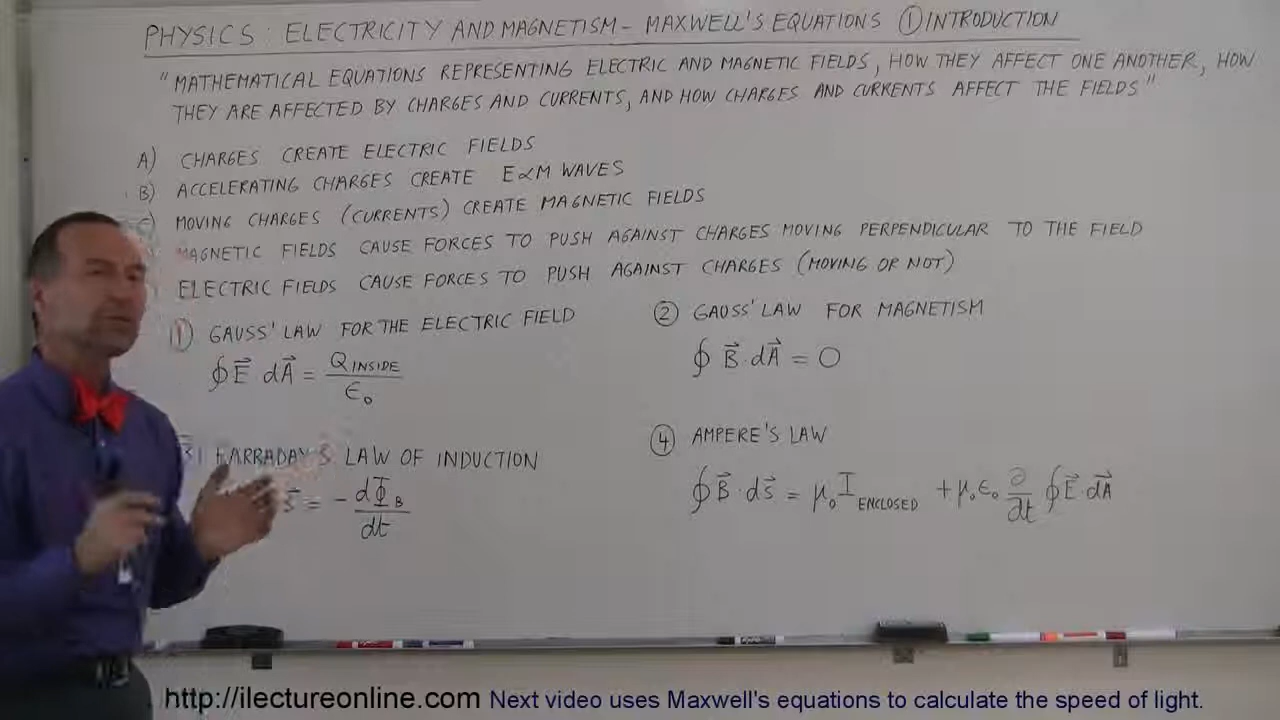 PHYSICS: ELECTRICITY AND MAGNETISM - MAXWELL'S EQUATIONS ① INTRODUCTION
"MATHEMATICAL EQUATIONS REPRESENTING ELECTRIC AND MAGNETIC FIELDS, HOW THEY AFFECT ONE ANOTHER, HOW
THEY ARE AFFECTED BY CHARGES AND CURRENTS, AND HOW CHARGES AND CURRENTS AFFECT THE FIELDS"
A) CHARGES CREATE ELECTRIC FIELDS
B) ACCELERATING CHARGES CREATE E∝M WAVES
C) MOVING CHARGES (CURRENTS) CREATE MAGNETIC FIELDS
MAGNETIC FIELDS CAUSE FORCES TO PUSH AGAINST CHARGES MOVING PERPENDICULAR TO THE FIELD
ELECTRIC FIELDS CAUSE FORCES TO PUSH AGAINST CHARGES (MOVING OR NOT)
① GAUSS' LAW FOR THE ELECTRIC FIELD
∮ E⃗ dA⃗ = Q INSIDE / ε₀
② GAUSS' LAW FOR MAGNETISM
∮ B⃗ · dA⃗ = 0
3 FARRADAY'S LAW OF INDUCTION
s⃗ = - dΦ_B / dt
④ AMPERE'S LAW
∮ B⃗ · ds⃗ = μ₀ I ENCLOSED + μ₀ ε₀ ∂/∂t ∮ E⃗ · dA⃗
http://ilectureonline.com Next video uses Maxwell's equations to calculate the speed of light.